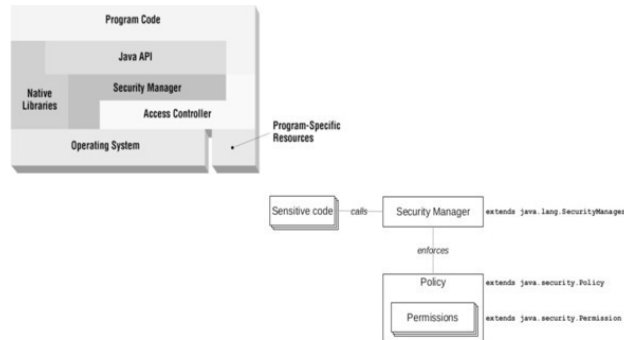 Program Code
Java API
Native
Libraries
Security Manager
Access Controller
Operating System
Program-Specific
Resources
Sensitive code
calls
Security Manager
extends java.lang.SecurityManager
enforces
Policy
extends java.security.Policy
Permissions
extends java.security.Permission